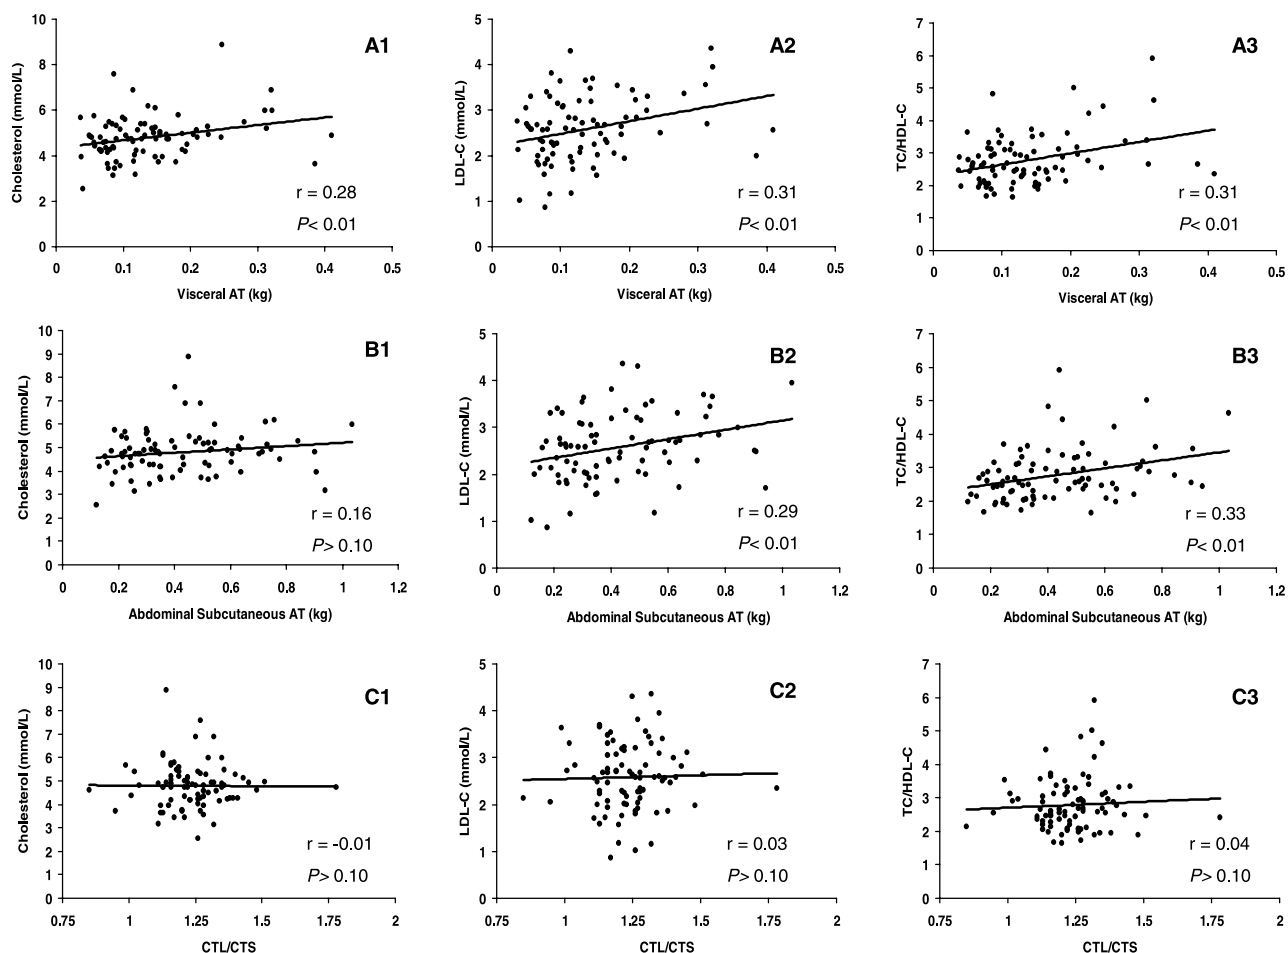 A1
Cholesterol (mmol/L)
10
8
6
4
2
0
0 0.1 0.2 0.3 0.4 0.5
Visceral AT (kg)
r = 0.28
P< 0.01
A2
LDL-C (mmol/L)
5
4
3
2
1
0
0 0.1 0.2 0.3 0.4 0.5
Visceral AT (kg)
r = 0.31
P< 0.01
A3
TC/HDL-C
7
6
5
4
3
2
1
0
0 0.1 0.2 0.3 0.4 0.5
Visceral AT (kg)
r = 0.31
P< 0.01
B1
Cholesterol (mmol/L)
10
9
8
7
6
5
4
3
2
1
0
0 0.2 0.4 0.6 0.8 1 1.2
Abdominal Subcutaneous AT (kg)
r = 0.16
P> 0.10
B2
LDL-C (mmol/L)
5
4
3
2
1
0
0 0.2 0.4 0.6 0.8 1 1.2
Abdominal Subcutaneous AT (kg)
r = 0.29
P< 0.01
B3
TC/HDL-C
7
6
5
4
3
2
1
0
0 0.2 0.4 0.6 0.8 1 1.2
Abdominal Subcutaneous AT (kg)
r = 0.33
P< 0.01
C1
Cholesterol (mmol/L)
10
9
8
7
6
5
4
3
2
1
0
0.75 1 1.25 1.5 1.75 2
CTL/CTS
r = -0.01
P> 0.10
C2
LDL-C (mmol/L)
5
4
3
2
1
0
0.75 1 1.25 1.5 1.75 2
CTL/CTS
r = 0.03
P> 0.10
C3
TC/HDL-C
7
6
5
4
3
2
1
0
0.75 1 1.25 1.5 1.75 2
CTL/CTS
r = 0.04
P> 0.10